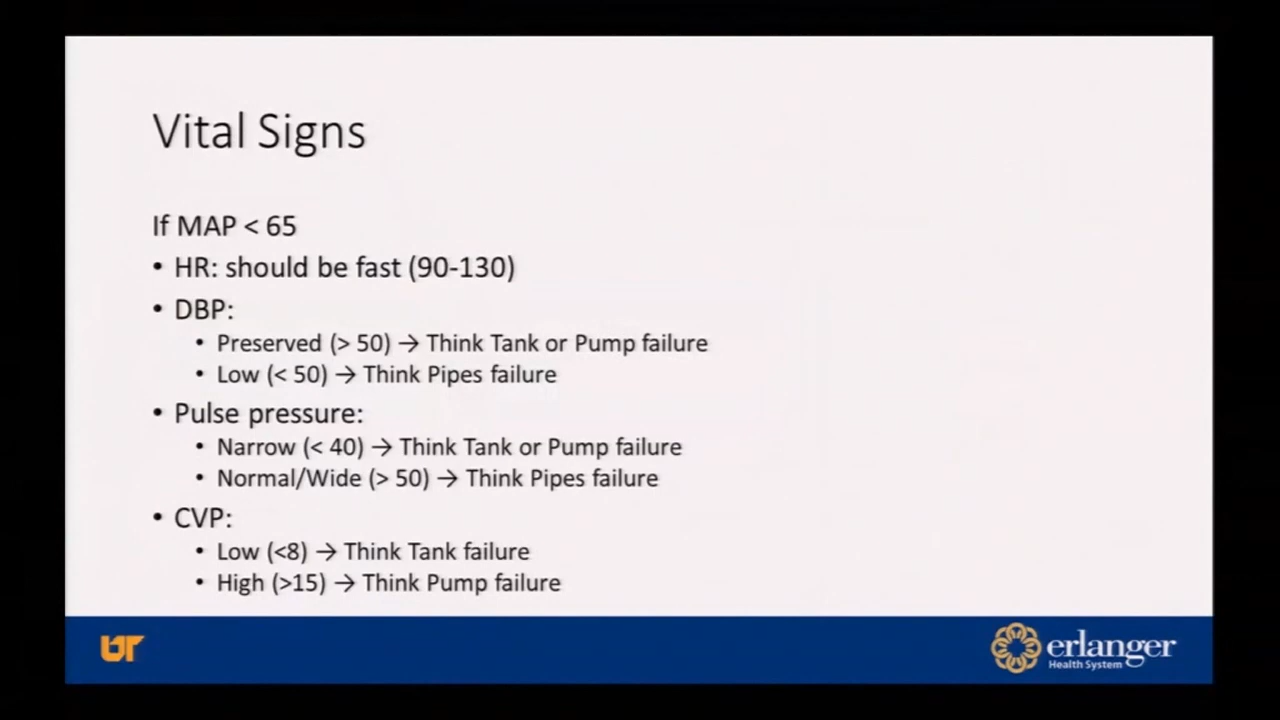 Vital Signs
If MAP < 65
• HR: should be fast (90-130)
• DBP:
• Preserved (> 50) → Think Tank or Pump failure
• Low (< 50) → Think Pipes failure
• Pulse pressure:
• Narrow (< 40) → Think Tank or Pump failure
• Normal/Wide (> 50) → Think Pipes failure
• CVP:
• Low (<8) → Think Tank failure
• High (>15) → Think Pump failure
UT
erlanger
Health System